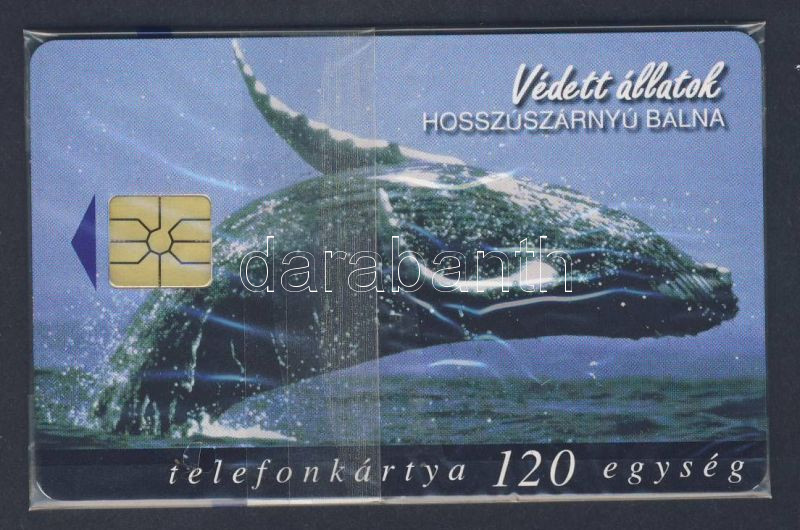 Védett állatok
HOSSZÚSZÁRNYÚ BÁLNA
darabanth
telefonkártya 120 egység